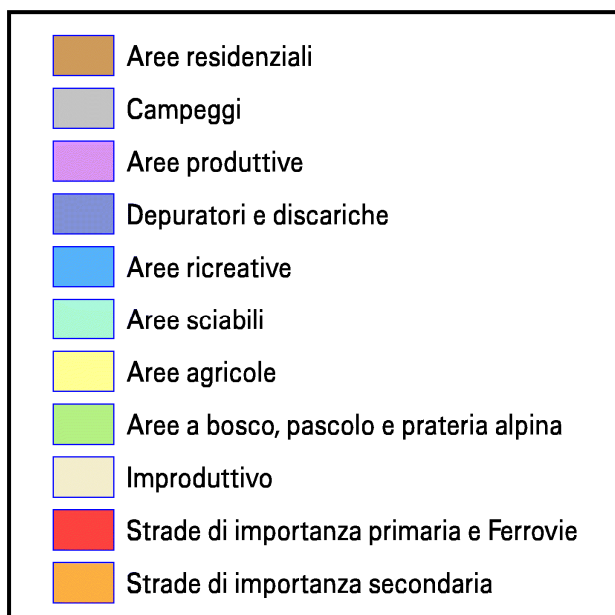 Aree residenziali
Campeggi
Aree produttive
Depuratori e discariche
Aree ricreative
Aree sciabili
Aree agricole
Aree a bosco, pascolo e prateria alpina
Improduttivo
Strade di importanza primaria e Ferrovie
Strade di importanza secondaria